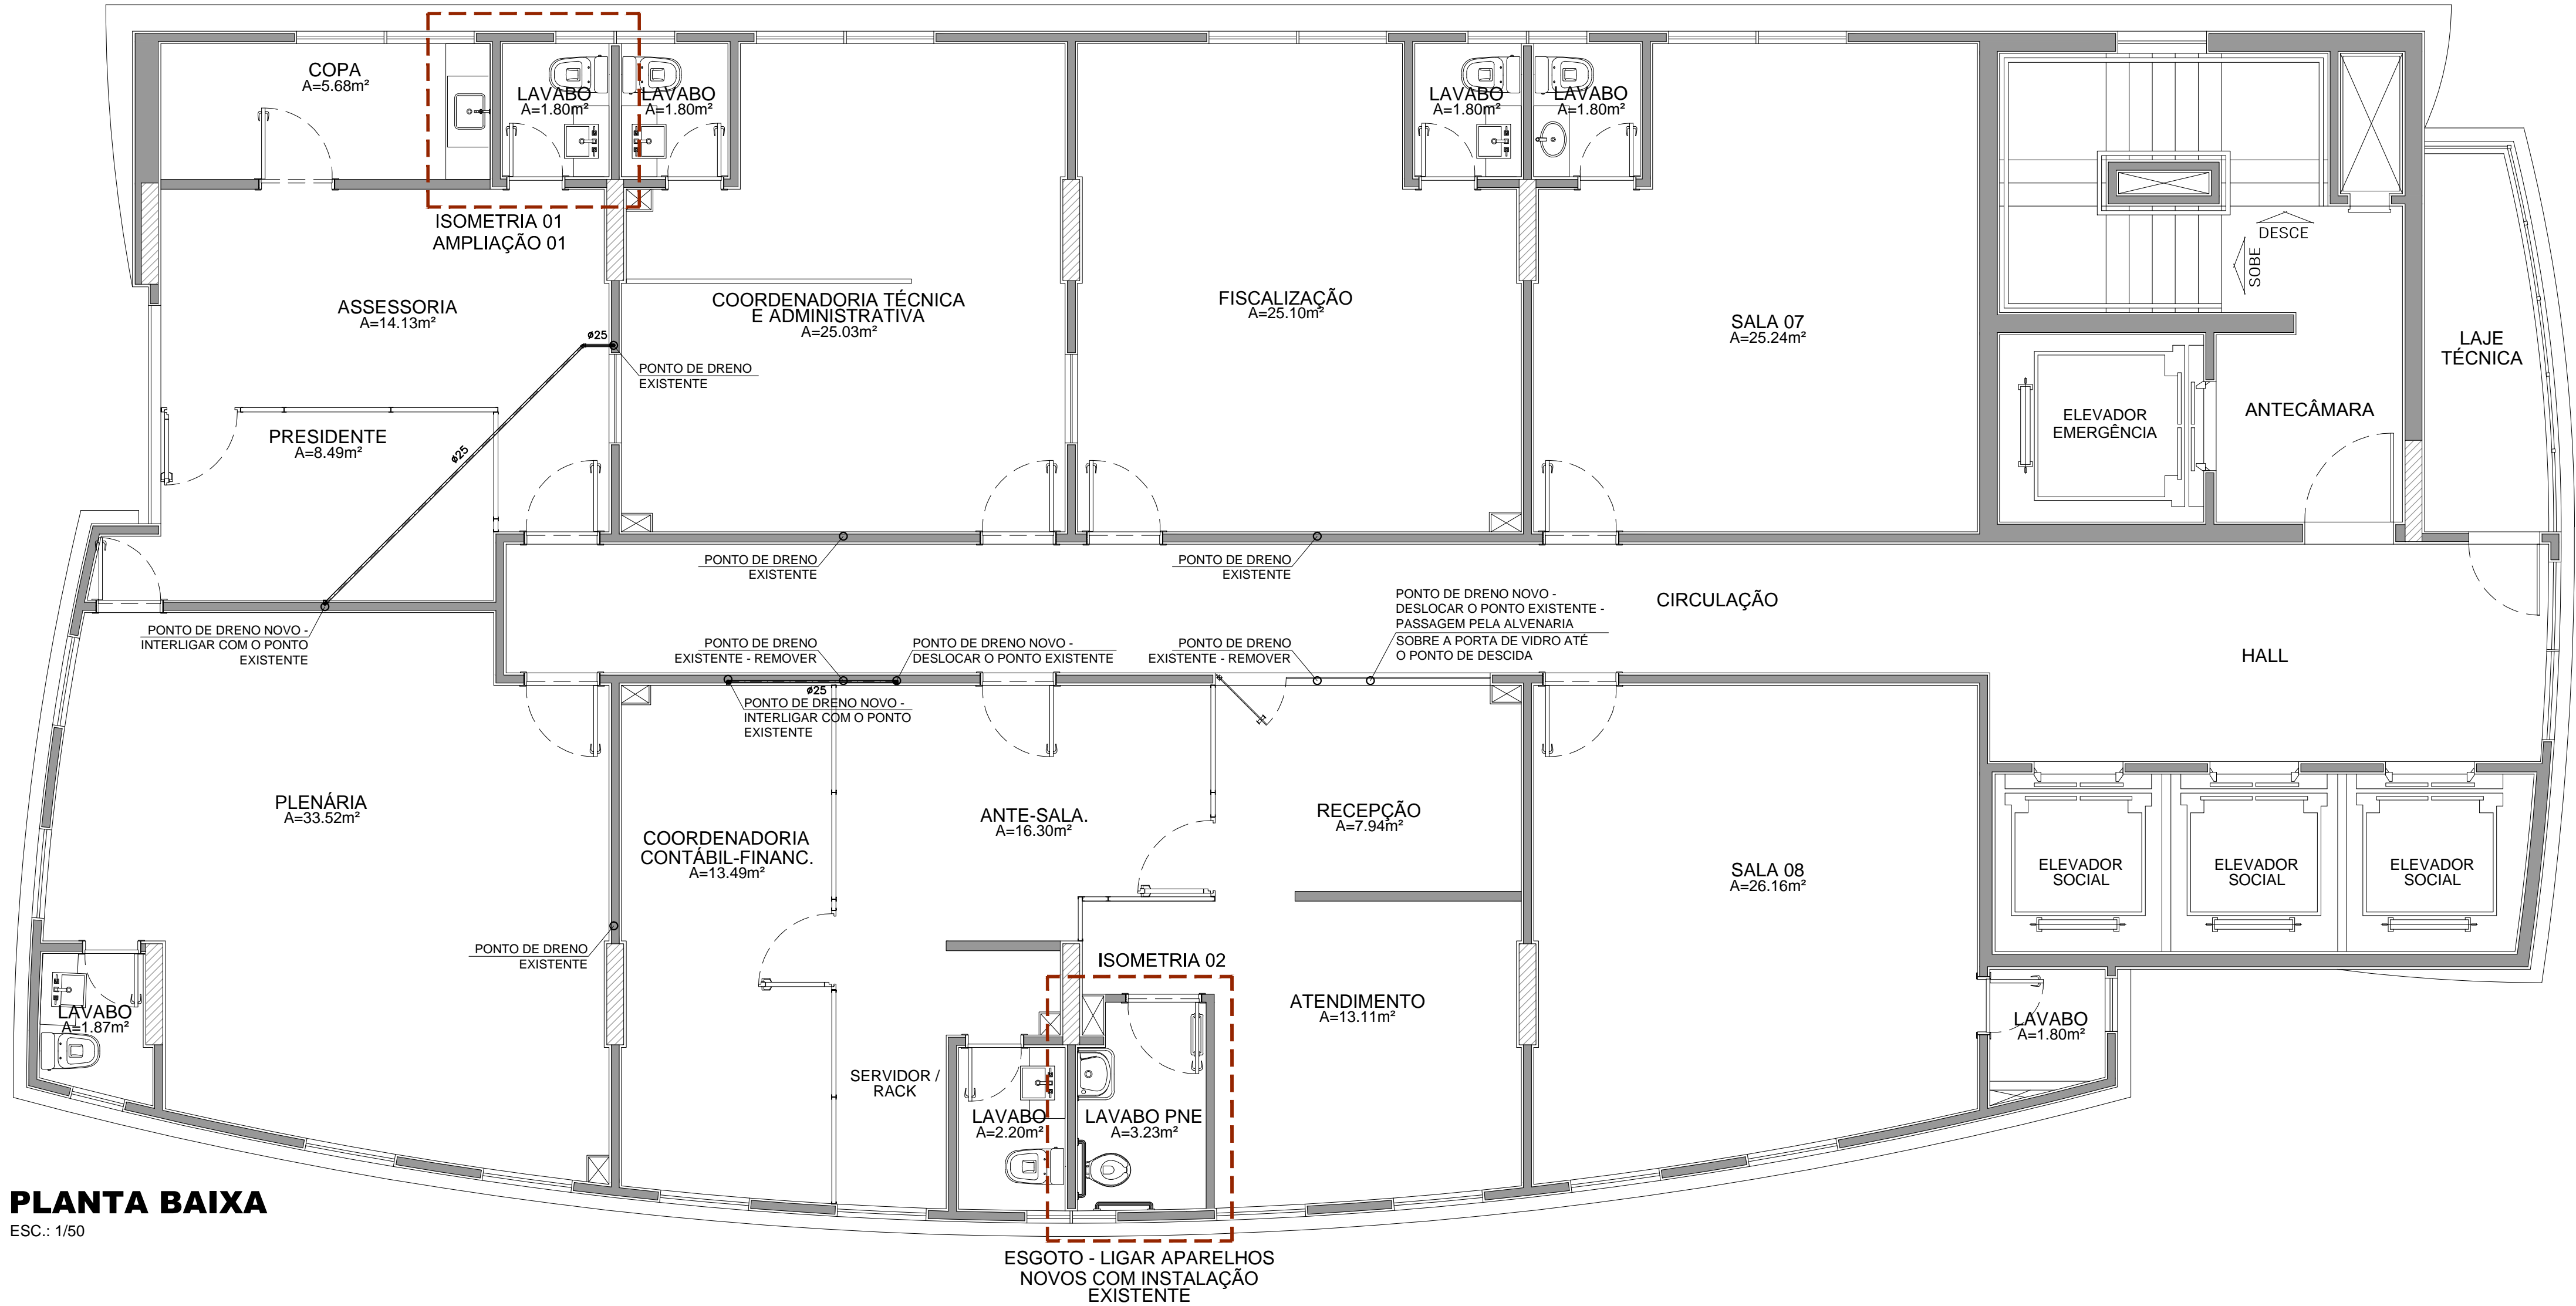 COPA
A=5.68m²
LAVABO
A=1.80m²
LAVABO
A=1.80m²
LAVABO
A=1.80m²
LAVABO
A=1.80m²
ISOMETRIA 01
AMPLIAÇÃO 01
DESCE
SOBE
ASSESSORIA
A=14.13m²
COORDENADORIA TÉCNICA
E ADMINISTRATIVA
A=25.03m²
FISCALIZAÇÃO
A=25.10m²
SALA 07
A=25.24m²
LAJE
TÉCNICA
ø25
PONTO DE DRENO
EXISTENTE
ELEVADOR
EMERGÊNCIA
ANTECÂMARA
PRESIDENTE
A=8.49m²
ø25
PONTO DE DRENO
EXISTENTE
PONTO DE DRENO
EXISTENTE
PONTO DE DRENO NOVO -
DESLOCAR O PONTO EXISTENTE -
PASSAGEM PELA ALVENARIA
SOBRE A PORTA DE VIDRO ATÉ
O PONTO DE DESCIDA
CIRCULAÇÃO
PONTO DE DRENO NOVO -
INTERLIGAR COM O PONTO
EXISTENTE
PONTO DE DRENO
EXISTENTE - REMOVER
PONTO DE DRENO NOVO -
DESLOCAR O PONTO EXISTENTE
PONTO DE DRENO
EXISTENTE - REMOVER
HALL
ø25
PONTO DE DRENO NOVO -
INTERLIGAR COM O PONTO
EXISTENTE
PLENÁRIA
A=33.52m²
COORDENADORIA
CONTÁBIL-FINANC.
A=13.49m²
ANTE-SALA.
A=16.30m²
RECEPÇÃO
A=7.94m²
SALA 08
A=26.16m²
ELEVADOR
SOCIAL
ELEVADOR
SOCIAL
ELEVADOR
SOCIAL
PONTO DE DRENO
EXISTENTE
ISOMETRIA 02
ATENDIMENTO
A=13.11m²
LAVABO
A=1.87m²
LAVABO
A=1.80m²
SERVIDOR /
RACK
LAVABO
A=2.20m²
LAVABO PNE
A=3.23m²
PLANTA BAIXA
ESC.: 1/50
ESGOTO - LIGAR APARELHOS
NOVOS COM INSTALAÇÃO
EXISTENTE